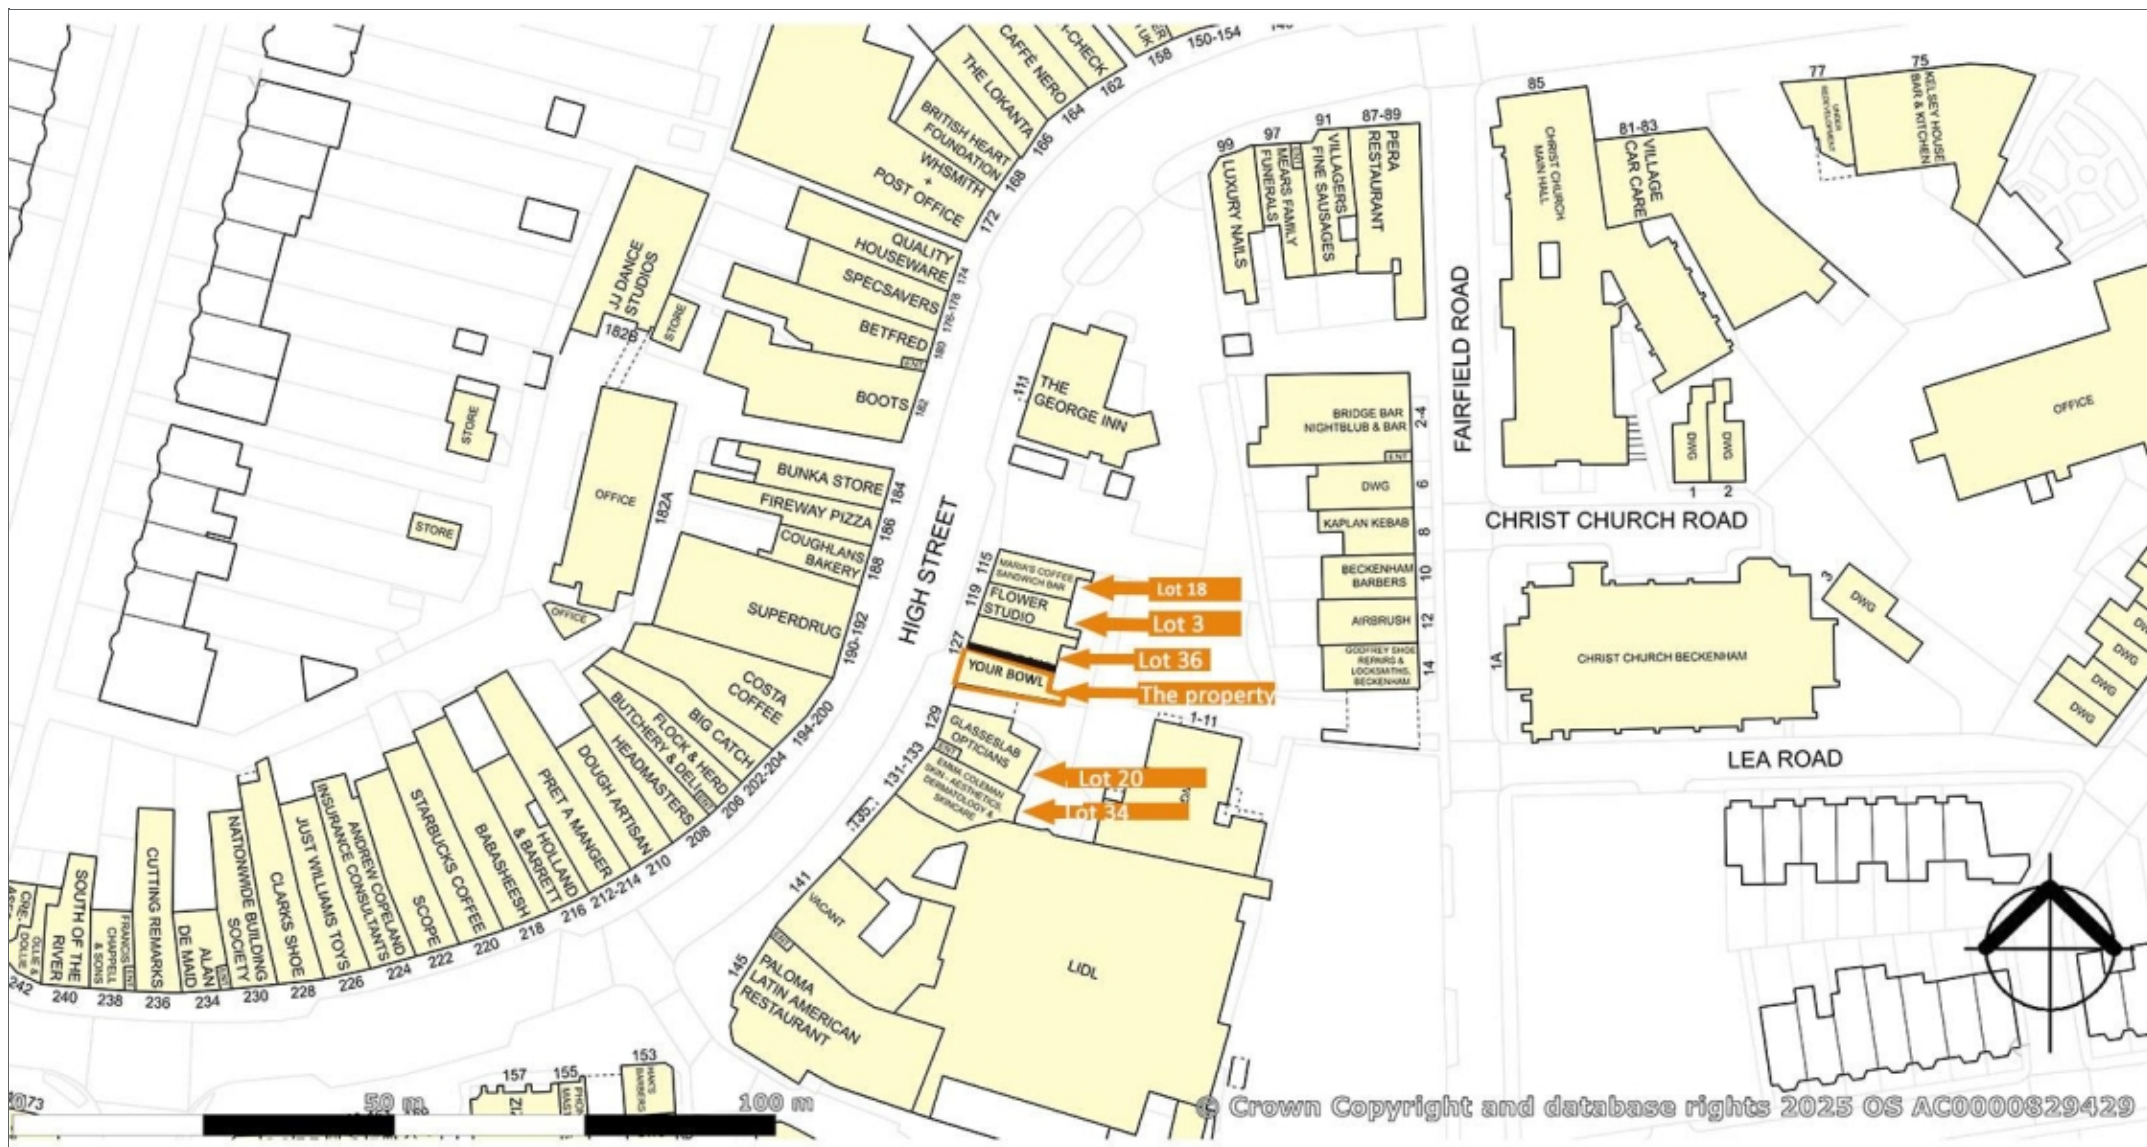 CAFFÈ NERO
THE LOKANTA
BRITISH HEART
FOUNDATION
WHSMITH
+
POST OFFICE
158
150-154
162
164
166
168
172
QUALITY
HOUSEWARE
174
SPECSAVERS
176-178
BETFRED
180
ENT
BOOTS
182
JJ DANCE
STUDIOS
182B
STORE
STORE
STORE
OFFICE
182A
OFFICE
BUNKA STORE
184
FIREWAY PIZZA
186
COUGHLANS
BAKERY
188
SUPERDRUG
190-192
COSTA
COFFEE
194-200
BIG CATCH
202-204
FLOCK & HERD
BUTCHERY & DELI
ENT
206
HEADMASTERS
208
DOUGH ARTISAN
210
PRET A MANGER
212-214
HOLLAND
& BARRETT
216
BABASHEESH
218
STARBUCKS COFFEE
220
SCOPE
222
ANDREW COPELAND
INSURANCE CONSULTANTS
224
JUST WILLIAMS TOYS
226
CLARKS SHOE
228
NATIONWIDE BUILDING
SOCIETY
230
ENT
ALAN
DE MAID
234
CUTTING REMARKS
236
ENT
FRANCIS
CHAPPELL
& SONS
238
SOUTH OF THE
RIVER
240
242
HIGH STREET
111
THE
GEORGE INN
115
MARIA'S COFFEE
SANDWICH BAR
119
FLOWER
STUDIO
127
YOUR BOWL
Lot 18
Lot 3
Lot 36
The property
129
GLASSESLAB
OPTICIANS
ENT
131-133
EMMA COLEMAN
SKIN - AESTHETICS,
DERMATOLOGY &
SKINCARE
Lot 20
Lot 34
135
1-11
141
VACANT
ENT
145
PALOMA
LATIN AMERICAN
RESTAURANT
LIDL
157
155
153
99
LUXURY NAILS
97
MEARS FAMILY
FUNERALS
ENT
91
VILLAGERS
FINE SAUSAGES
87-89
PERA
RESTAURANT
FAIRFIELD ROAD
BRIDGE BAR
NIGHTBLUB & BAR
ENT
2-4
DWG
6
KAPLAN KEBAB
8
BECKENHAM
BARBERS
10
AIRBRUSH
12
GODFREY SHOE
REPAIRS &
LOCKSMITHS,
BECKENHAM
14
85
CHRIST CHURCH
MAIN HALL
81-83
VILLAGE
CAR CARE
77
UNDER
REDEVELOPMENT
75
KELSEY HOUSE
BAR & KITCHEN
OFFICE
DWG
DWG
1
2
CHRIST CHURCH ROAD
1A
CHRIST CHURCH BECKENHAM
3
DWG
DWG
DWG
DWG
LEA ROAD
50 m
100 m
© Crown Copyright and database rights 2025 OS AC0000829429